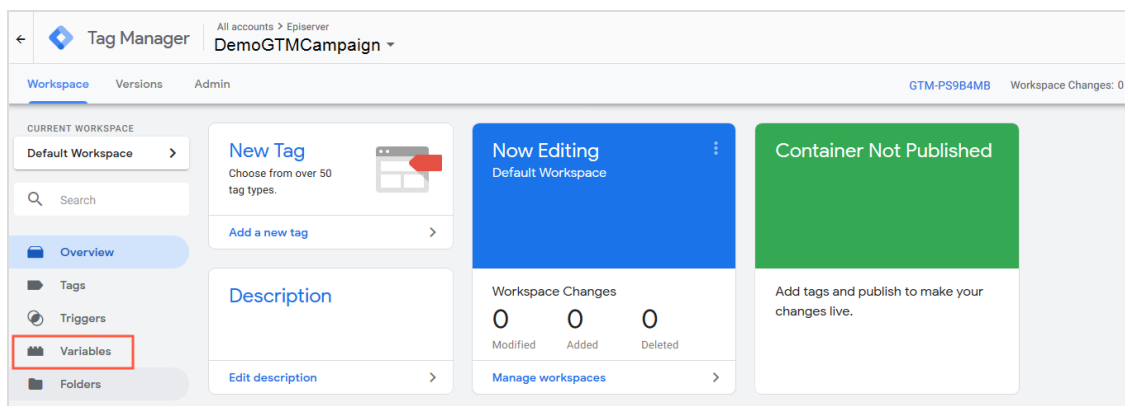 All accounts > Episerver
Tag Manager
DemoGTMCampaign
Workspace Versions Admin
GTM-PS9B4MB Workspace Changes: 0
CURRENT WORKSPACE
Default Workspace
Search
Overview
Tags
Triggers
Variables
Folders
New Tag
Choose from over 50
tag types.
Add a new tag
Description
Edit description
Now Editing
Default Workspace
Workspace Changes
0 0 0
Modified Added Deleted
Manage workspaces
Container Not Published
Add tags and publish to make your
changes live.